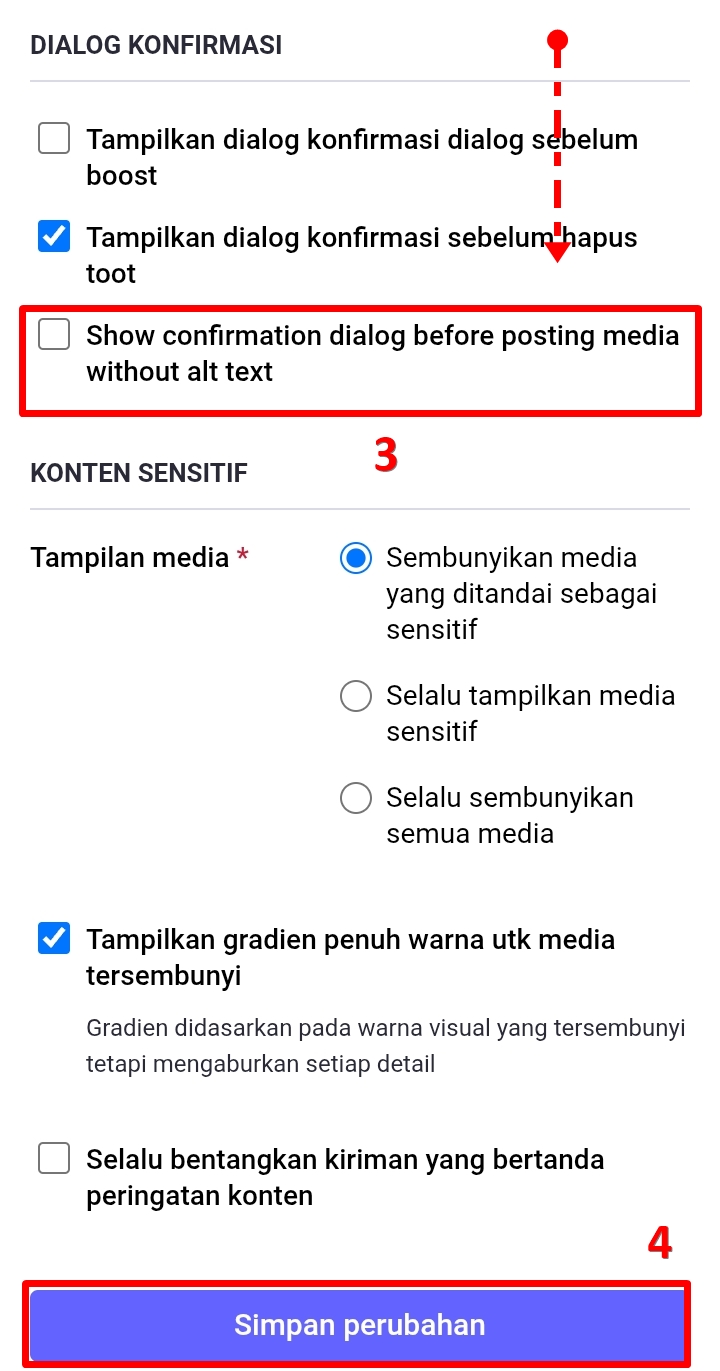 DIALOG KONFIRMASI
Tampilkan dialog konfirmasi dialog sebelum
boost
Tampilkan dialog konfirmasi sebelum hapus
toot
Show confirmation dialog before posting media
without alt text
3
KONTEN SENSITIF
Tampilan media *
Sembunyikan media
yang ditandai sebagai
sensitif
Selalu tampilkan media
sensitif
Selalu sembunyikan
semua media
Tampilkan gradien penuh warna utk media
tersembunyi
Gradien didasarkan pada warna visual yang tersembunyi
tetapi mengaburkan setiap detail
Selalu bentangkan kiriman yang bertanda
peringatan konten
4
Simpan perubahan